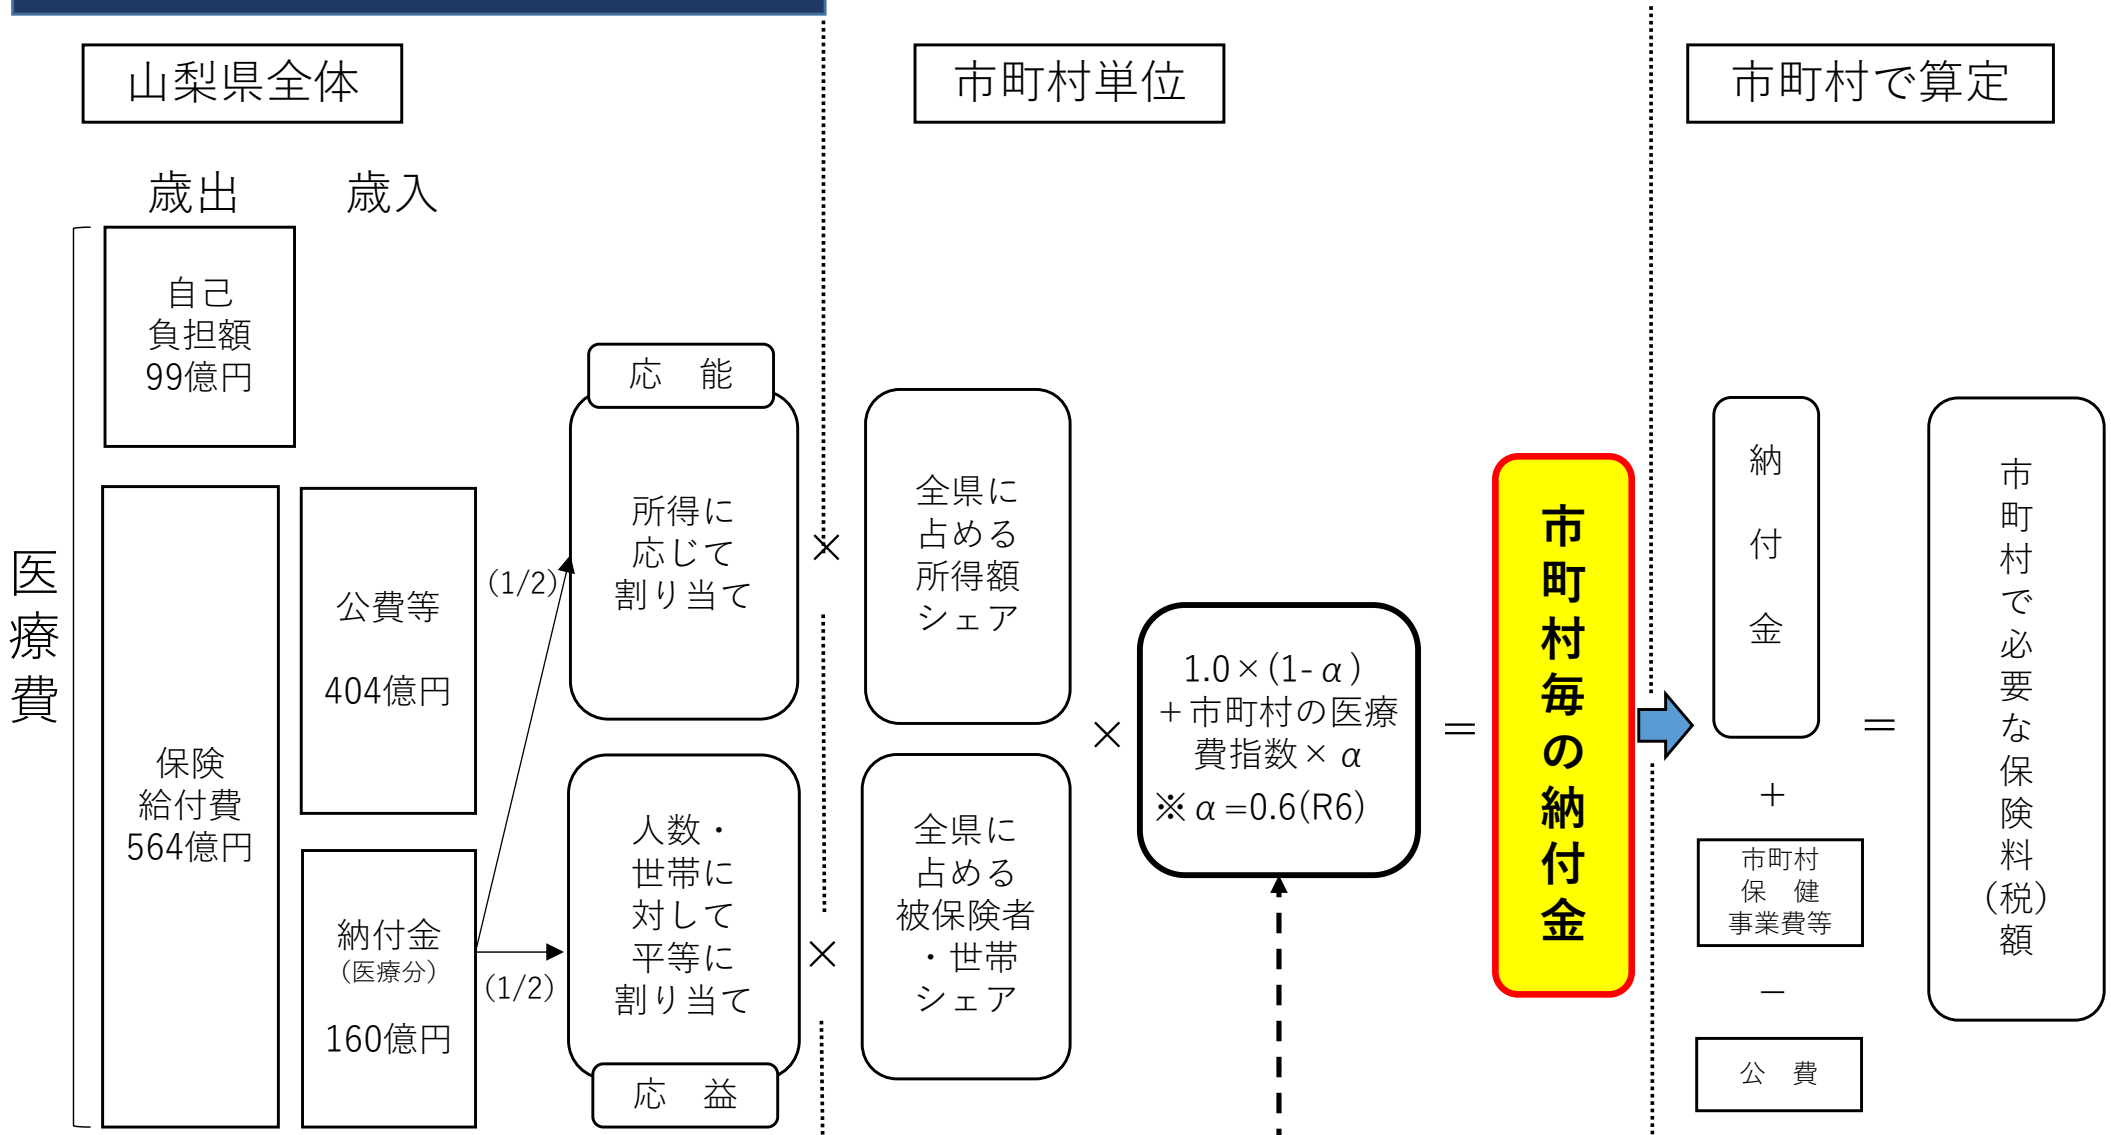 山梨県全体
歳出
歳入
医療費
自己
負担額
99億円
保険
給付費
564億円
公費等
404億円
納付金
(医療分)
160億円
(1/2)
(1/2)
応　能
所得に
応じて
割り当て
人数・
世帯に
対して
平等に
割り当て
応　益
×
×
市町村単位
全県に
占める
所得額
シェア
全県に
占める
被保険者
・世帯
シェア
×
1.0×(1-α)
＋市町村の医療
費指数×α
※α=0.6(R6)
＝
市町村毎の納付金
市町村で算定
納付金
＋
市町村
保　健
事業費等
－
公　費
＝
市町村で必要な保険料(税)額